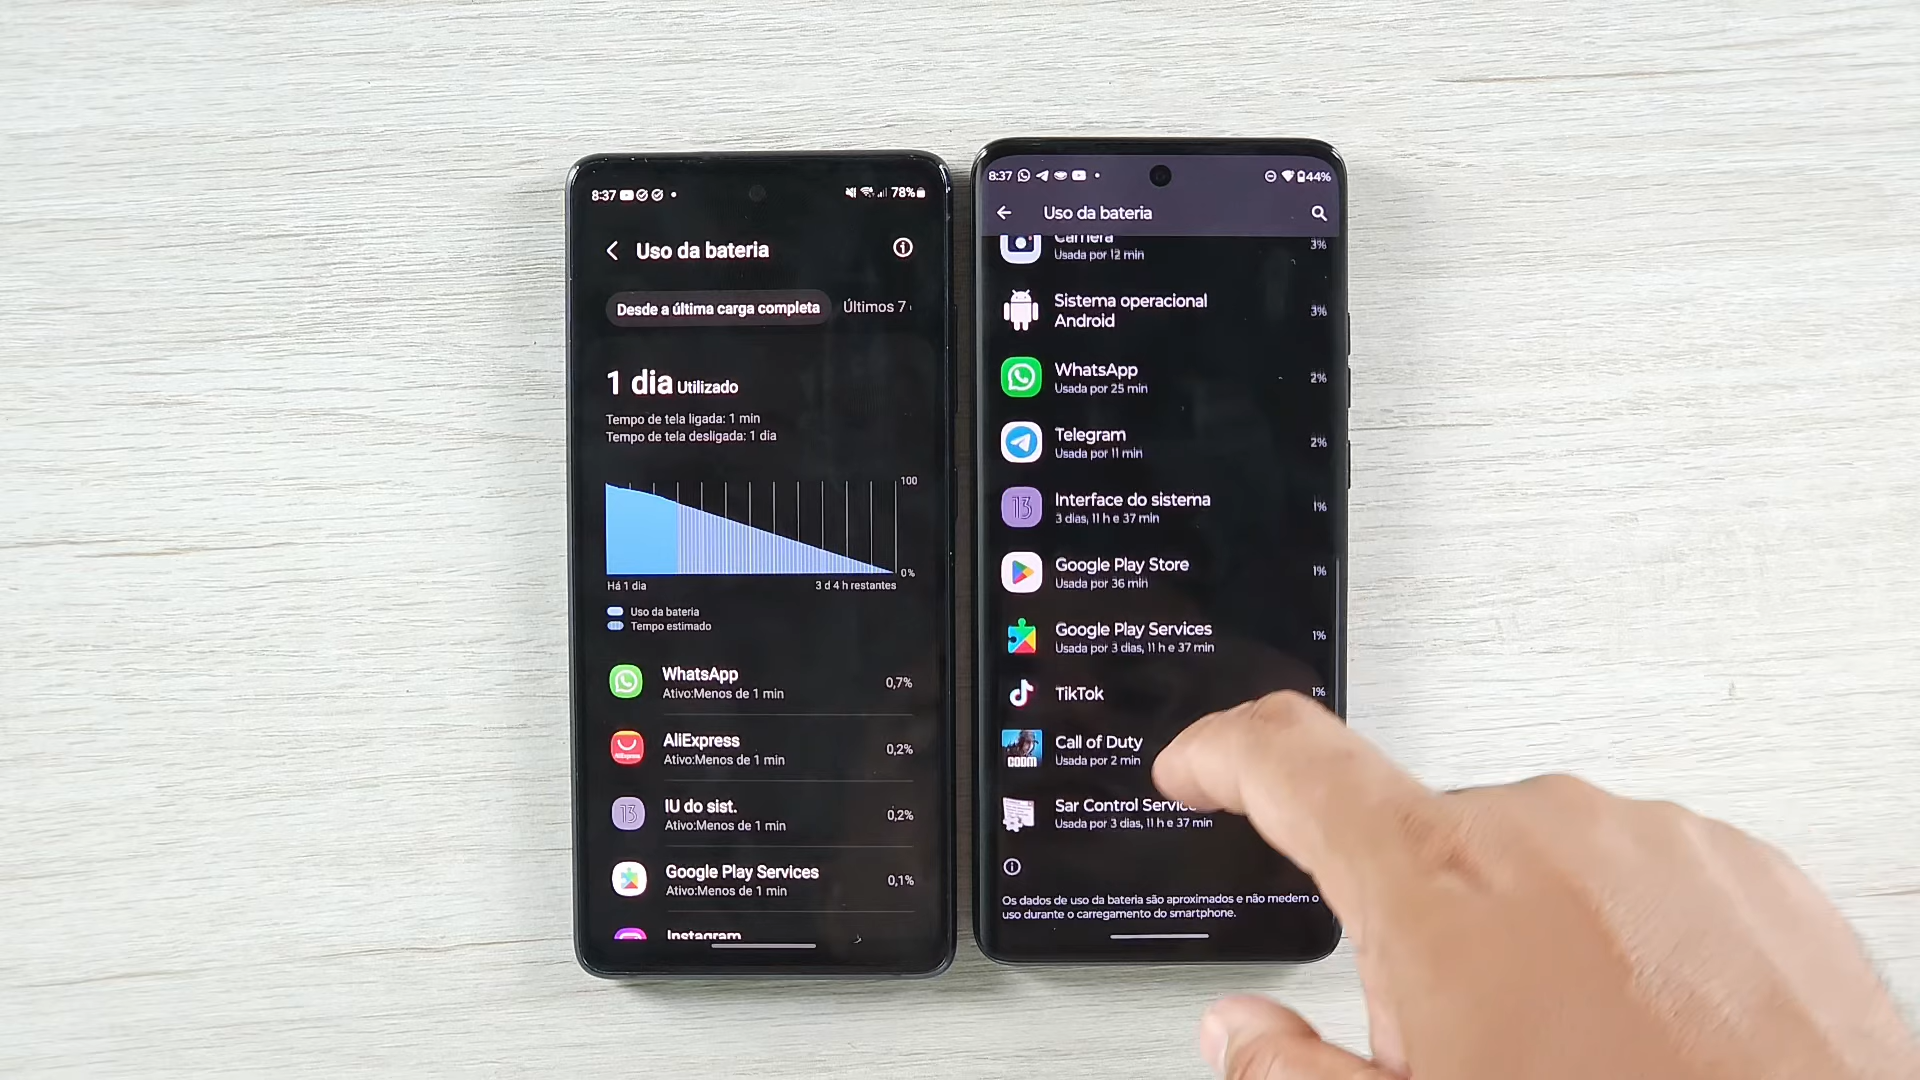 8:37
78%
Uso da bateria
Desde a última carga completa
Últimos 7
1 dia Utilizado
Tempo de tela ligada: 1 min
Tempo de tela desligada: 1 dia
100
0%
Há 1 dia
3 d 4 h restantes
Uso da bateria
Tempo estimado
WhatsApp
Ativo:Menos de 1 min
0,7%
AliExpress
Ativo:Menos de 1 min
0,2%
13
IU do sist.
Ativo:Menos de 1 min
0,2%
Google Play Services
Ativo:Menos de 1 min
0,1%
Instagram
8:37
44%
Uso da bateria
Camera
Usada por 12 min
3%
Sistema operacional
Android
3%
WhatsApp
Usada por 25 min
2%
Telegram
Usada por 11 min
2%
13
Interface do sistema
3 dias, 11 h e 37 min
1%
Google Play Store
Usada por 36 min
1%
Google Play Services
Usada por 3 dias, 11 h e 37 min
1%
TikTok
1%
CODM
Call of Duty
Usada por 2 min
Sar Control Service
Usada por 3 dias, 11 h e 37 min
Os dados de uso da bateria são aproximados e não medem o
uso durante o carregamento do smartphone.